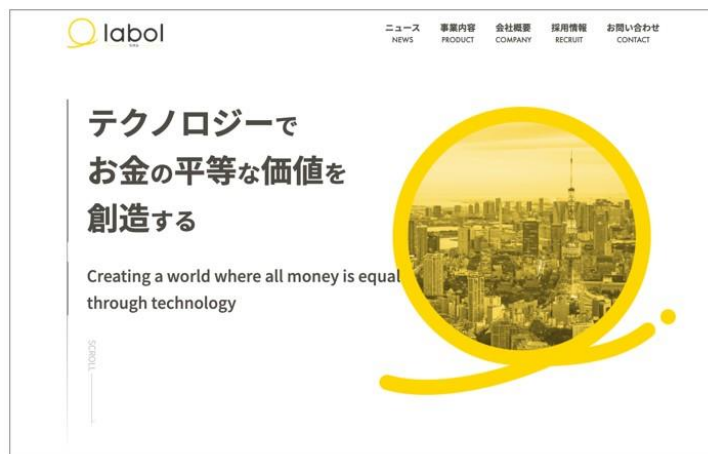 labol
ニュース 事業内容 会社概要 採用情報 お問い合わせ
NEWS PRODUCT COMPANY RECRUIT CONTACT
テクノロジーで
お金の平等な価値を
創造する
Creating a world where all money is equal
through technology
SCROLL